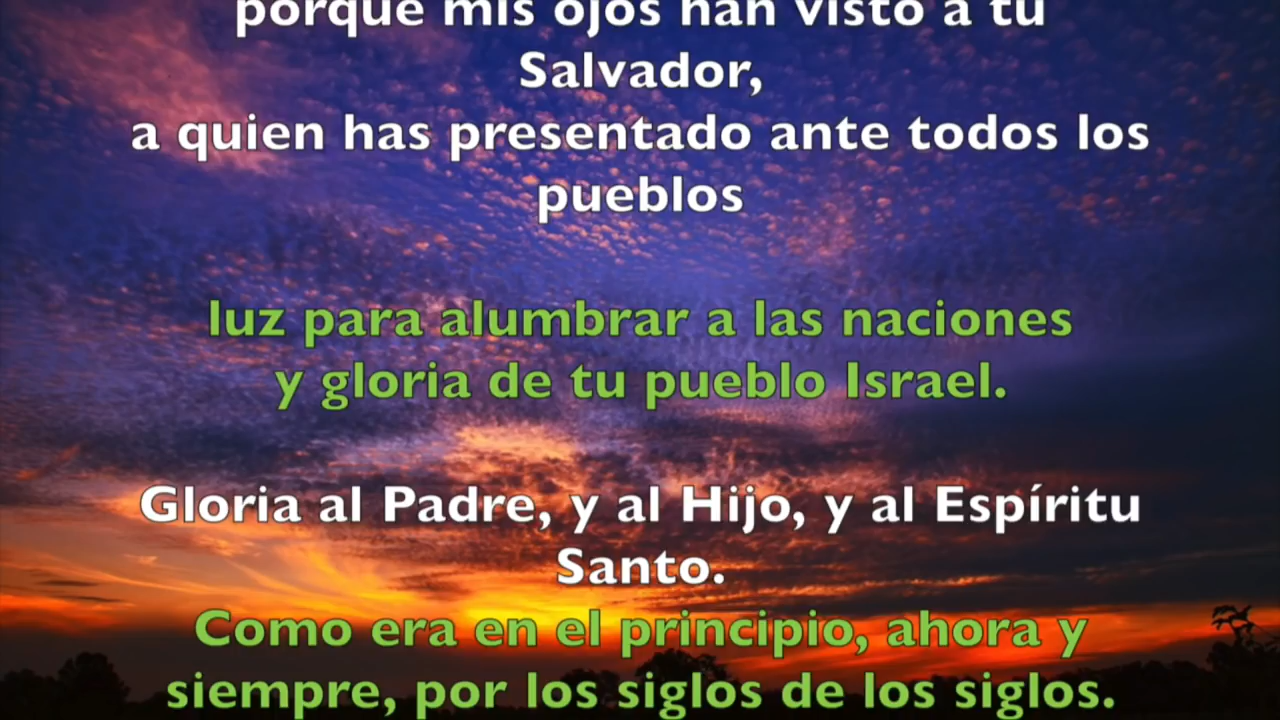 porque mis ojos han visto a tu
Salvador,
a quien has presentado ante todos los
pueblos
luz para alumbrar a las naciones
y gloria de tu pueblo Israel.
Gloria al Padre, y al Hijo, y al Espíritu
Santo.
Como era en el principio, ahora y
siempre, por los siglos de los siglos.